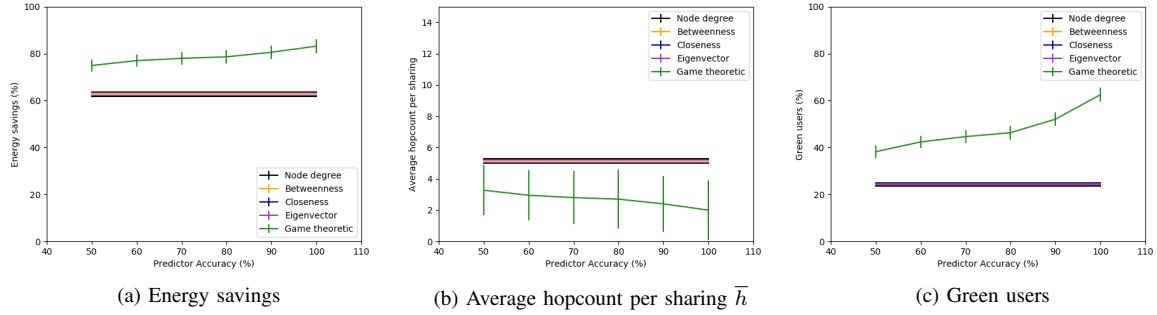 100
80
60
40
20
0
Energy savings (%)
Node degree
Betweenness
Closeness
Eigenvector
Game theoretic
40 50 60 70 80 90 100 110
Predictor Accuracy (%)
(a) Energy savings
14
12
10
8
6
4
2
0
Average hopcount per sharing
Node degree
Betweenness
Closeness
Eigenvector
Game theoretic
40 50 60 70 80 90 100 110
Predictor Accuracy (%)
(b) Average hopcount per sharing h̅
100
80
60
40
20
0
Green users (%)
Node degree
Betweenness
Closeness
Eigenvector
Game theoretic
40 50 60 70 80 90 100 110
Predictor Accuracy (%)
(c) Green users